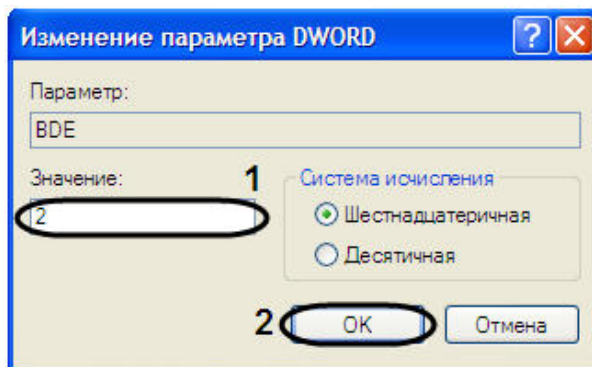 Изменение параметра DWORD
Параметр:
BDE
Значение: 1
2
Система исчисления
Шестнадцатеричная
Десятичная
2 OK Отмена